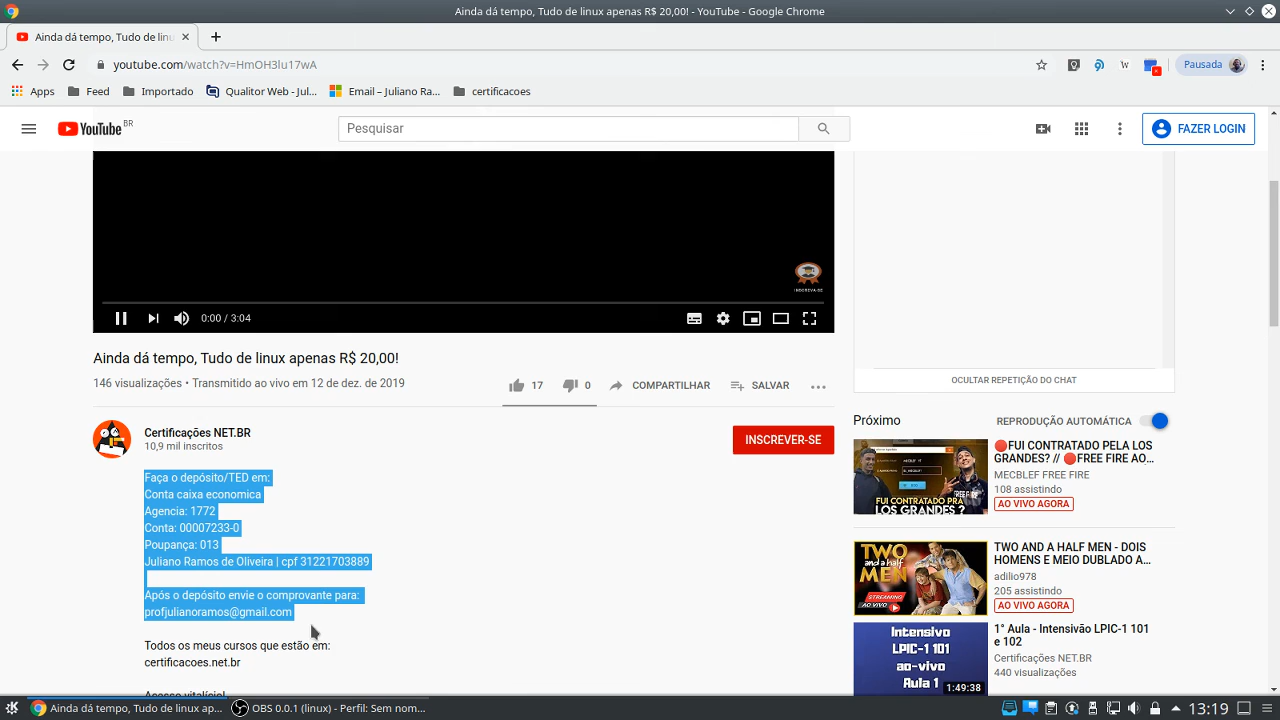 Ainda dá tempo, Tudo de linux apenas R$ 20,00! - YouTube - Google Chrome
Ainda dá tempo, Tudo de linu
youtube.com/watch?v=HmOH3lu17wA
Pausada
Apps
Feed
Importado
Qualitor Web - Jul...
Email – Juliano Ra...
certificacoes
YouTube BR
Pesquisar
FAZER LOGIN
INSCREVA-SE
0:00 / 3:04
Ainda dá tempo, Tudo de linux apenas R$ 20,00!
146 visualizações • Transmitido ao vivo em 12 de dez. de 2019
17
0
COMPARTILHAR
SALVAR
Certificações NET.BR
10,9 mil inscritos
INSCREVER-SE
Faça o depósito/TED em:
Conta caixa economica
Agencia: 1772
Conta: 00007233-0
Poupança: 013
Juliano Ramos de Oliveira | cpf 31221703889
Após o depósito envie o comprovante para:
profjulianoramos@gmail.com
Todos os meus cursos que estão em:
certificacoes.net.br
Acesso vitalício!
OCULTAR REPETIÇÃO DO CHAT
Próximo
REPRODUÇÃO AUTOMÁTICA
FUI CONTRATADO PRA
LOS GRANDES ?
🔴FUI CONTRATADO PELA LOS
GRANDES? // 🔴FREE FIRE AO...
MECBLEF FREE FIRE
108 assistindo
AO VIVO AGORA
TWO AND
a half
MEN
STREAMING
AO VIVO
TWO AND A HALF MEN - DOIS
HOMENS E MEIO DUBLADO A...
adilio978
205 assistindo
AO VIVO AGORA
Intensivo
LPIC-1 101
ao-vivo
Aula 1
1:49:38
1° Aula - Intensivão LPIC-1 101
e 102
Certificações NET.BR
440 visualizações
Ainda dá tempo, Tudo de linux ap...
OBS 0.0.1 (linux) - Perfil: Sem nom...
13:19